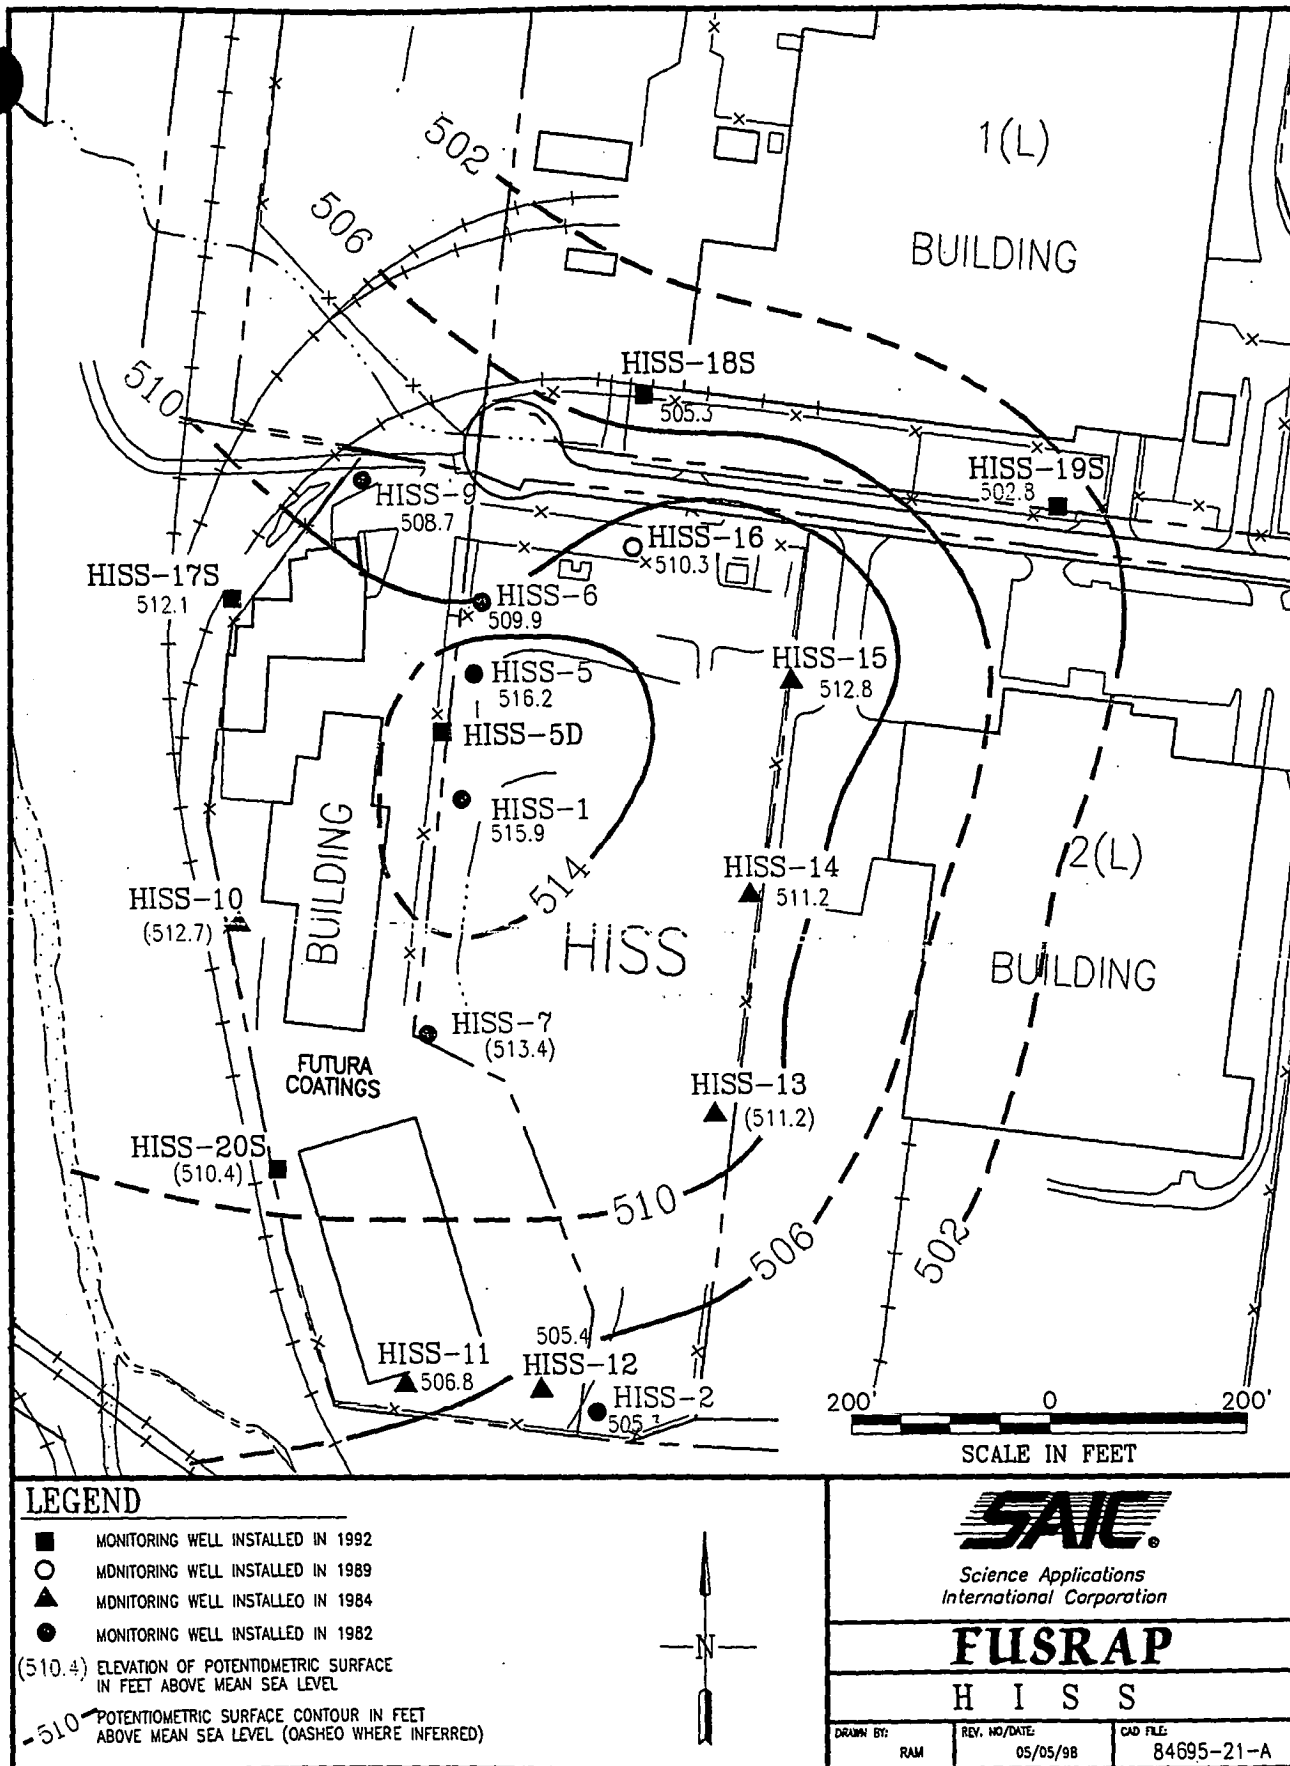 502
1(L)
506
BUILDING
510
HISS-18S
505.3
HISS-19S
502.8
HISS-9
508.7
HISS-16
510.3
HISS-17S
512.1
HISS-6
509.9
HISS-15
512.8
HISS-5
516.2
HISS-5D
HISS-1
515.9
BUILDING
2(L)
HISS-14
511.2
514
HISS-10
(512.7)
HISS
BUILDING
HISS-7
(513.4)
FUTURA
COATINGS
HISS-13
(511.2)
HISS-20S
(510.4)
510
506
502
505.4
HISS-11
506.8
HISS-12
HISS-2
200'
0
200'
SCALE IN FEET
LEGEND
MONITORING WELL INSTALLED IN 1992
MDNITORING WELL INSTALLED IN 1989
MDNITORING WELL INSTALLEO IN 1984
MONITORING WELL INSTALLED IN 1982
(510.4) ELEVATION OF POTENTIDMETRIC SURFACE
IN FEET ABOVE MEAN SEA LEVEL
-510- POTENTIOMETRIC SURFACE CONTOUR IN FEET
ABOVE MEAN SEA LEVEL (OASHEO WHERE INFERRED)
N
SAIC®
Science Applications
International Corporation
FUSRAP
H I S S
DRAWN BY:
RAM
REV. NO/DATE:
05/05/98
CAD FILE:
84695-21-A